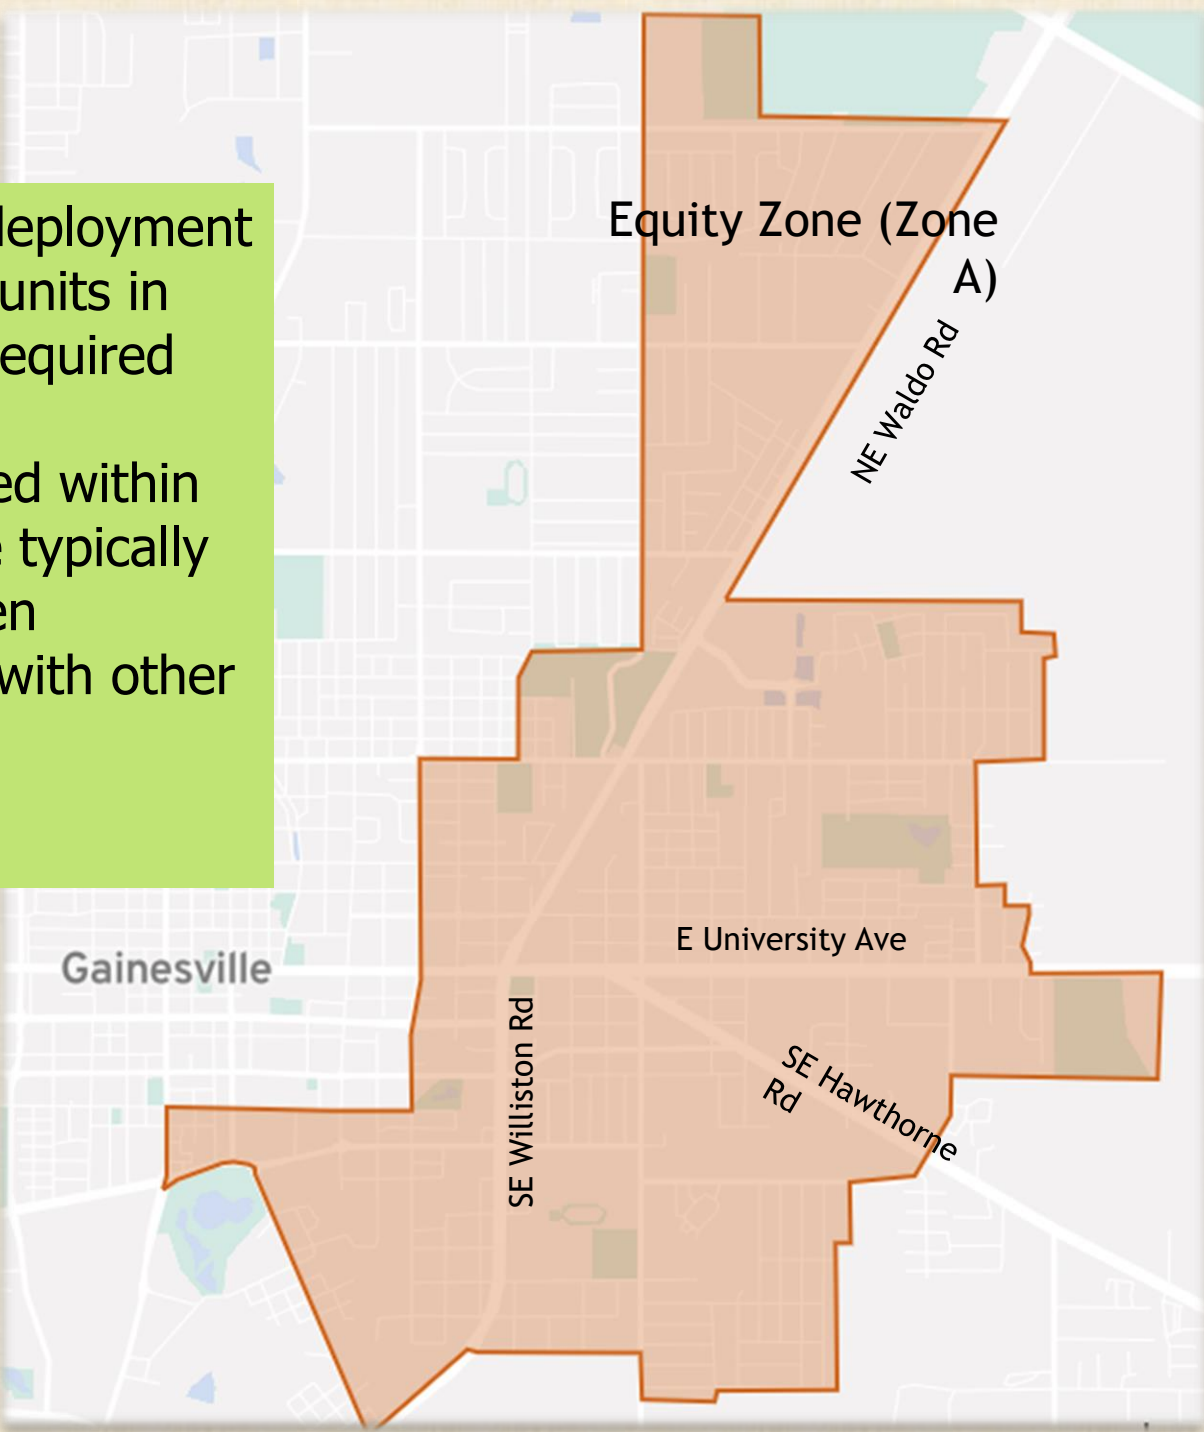 deployment
units in
equired
ed within
typically
en
with other
Equity Zone (Zone
A)
NE Waldo Rd
E University Ave
Gainesville
SE Williston Rd
SE Hawthorne
Rd